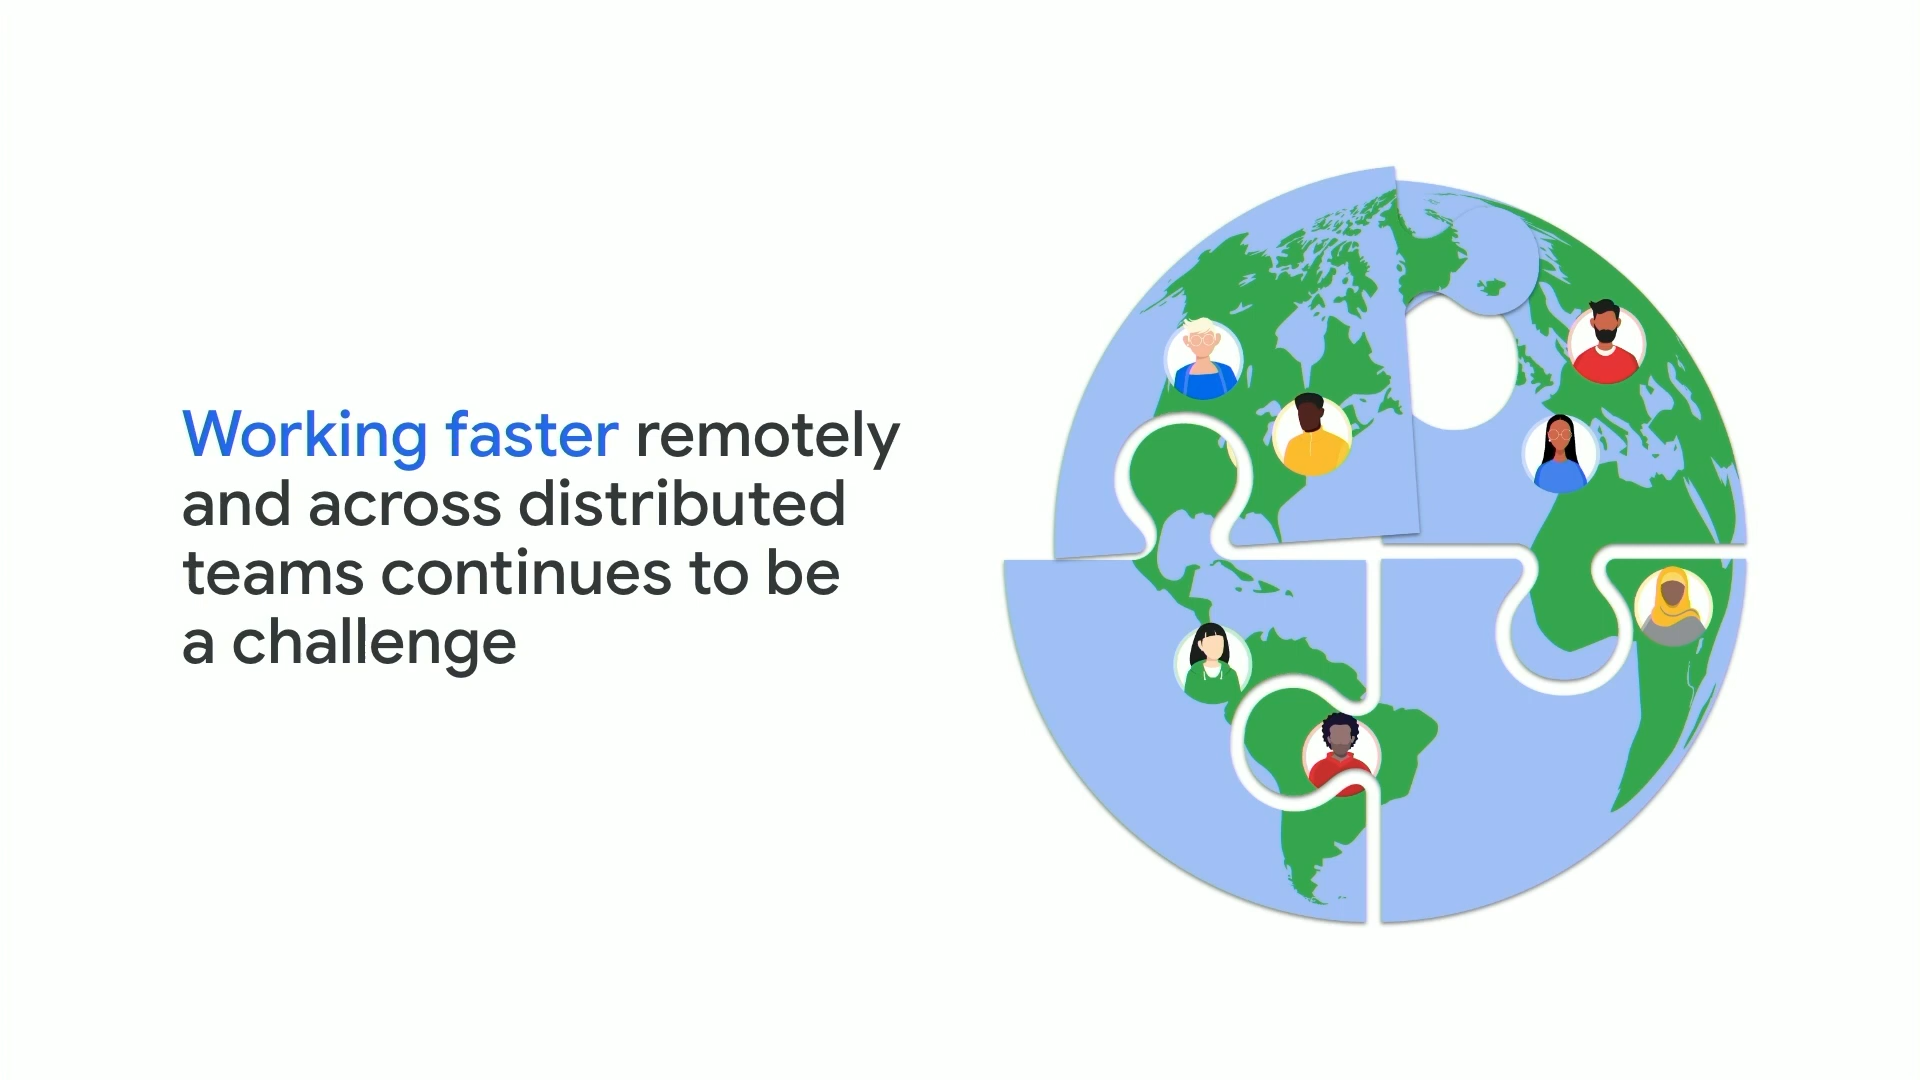 Working faster remotely
and across distributed
teams continues to be
a challenge